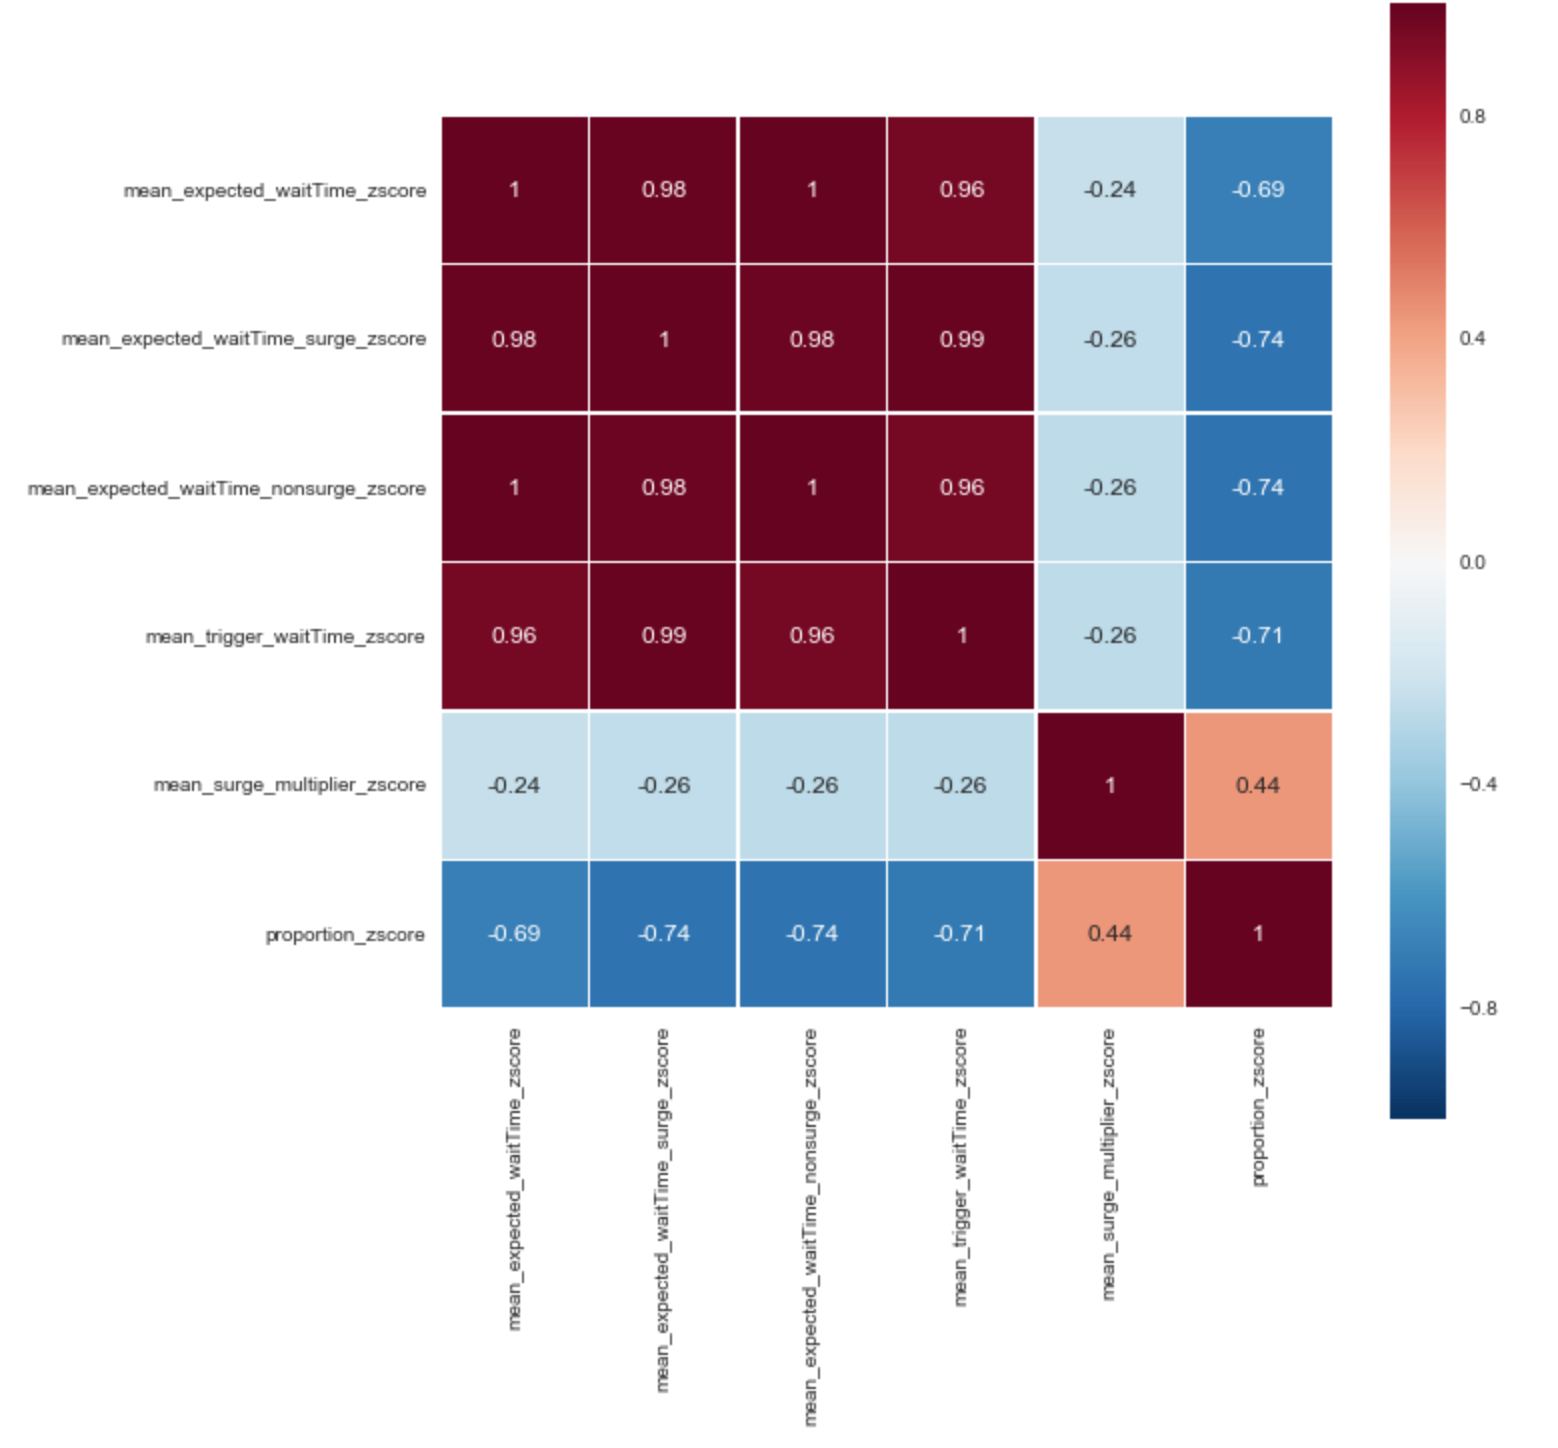 mean_expected_waitTime_zscore 1 0.98 1 0.96 -0.24 -0.69
mean_expected_waitTime_surge_zscore 0.98 1 0.98 0.99 -0.26 -0.74
mean_expected_waitTime_nonsurge_zscore 1 0.98 1 0.96 -0.26 -0.74
mean_trigger_waitTime_zscore 0.96 0.99 0.96 1 -0.26 -0.71
mean_surge_multiplier_zscore -0.24 -0.26 -0.26 -0.26 1 0.44
proportion_zscore -0.69 -0.74 -0.74 -0.71 0.44 1
mean_expected_waitTime_zscore
mean_expected_waitTime_surge_zscore
mean_expected_waitTime_nonsurge_zscore
mean_trigger_waitTime_zscore
mean_surge_multiplier_zscore
proportion_zscore
0.8
0.4
0.0
−0.4
−0.8